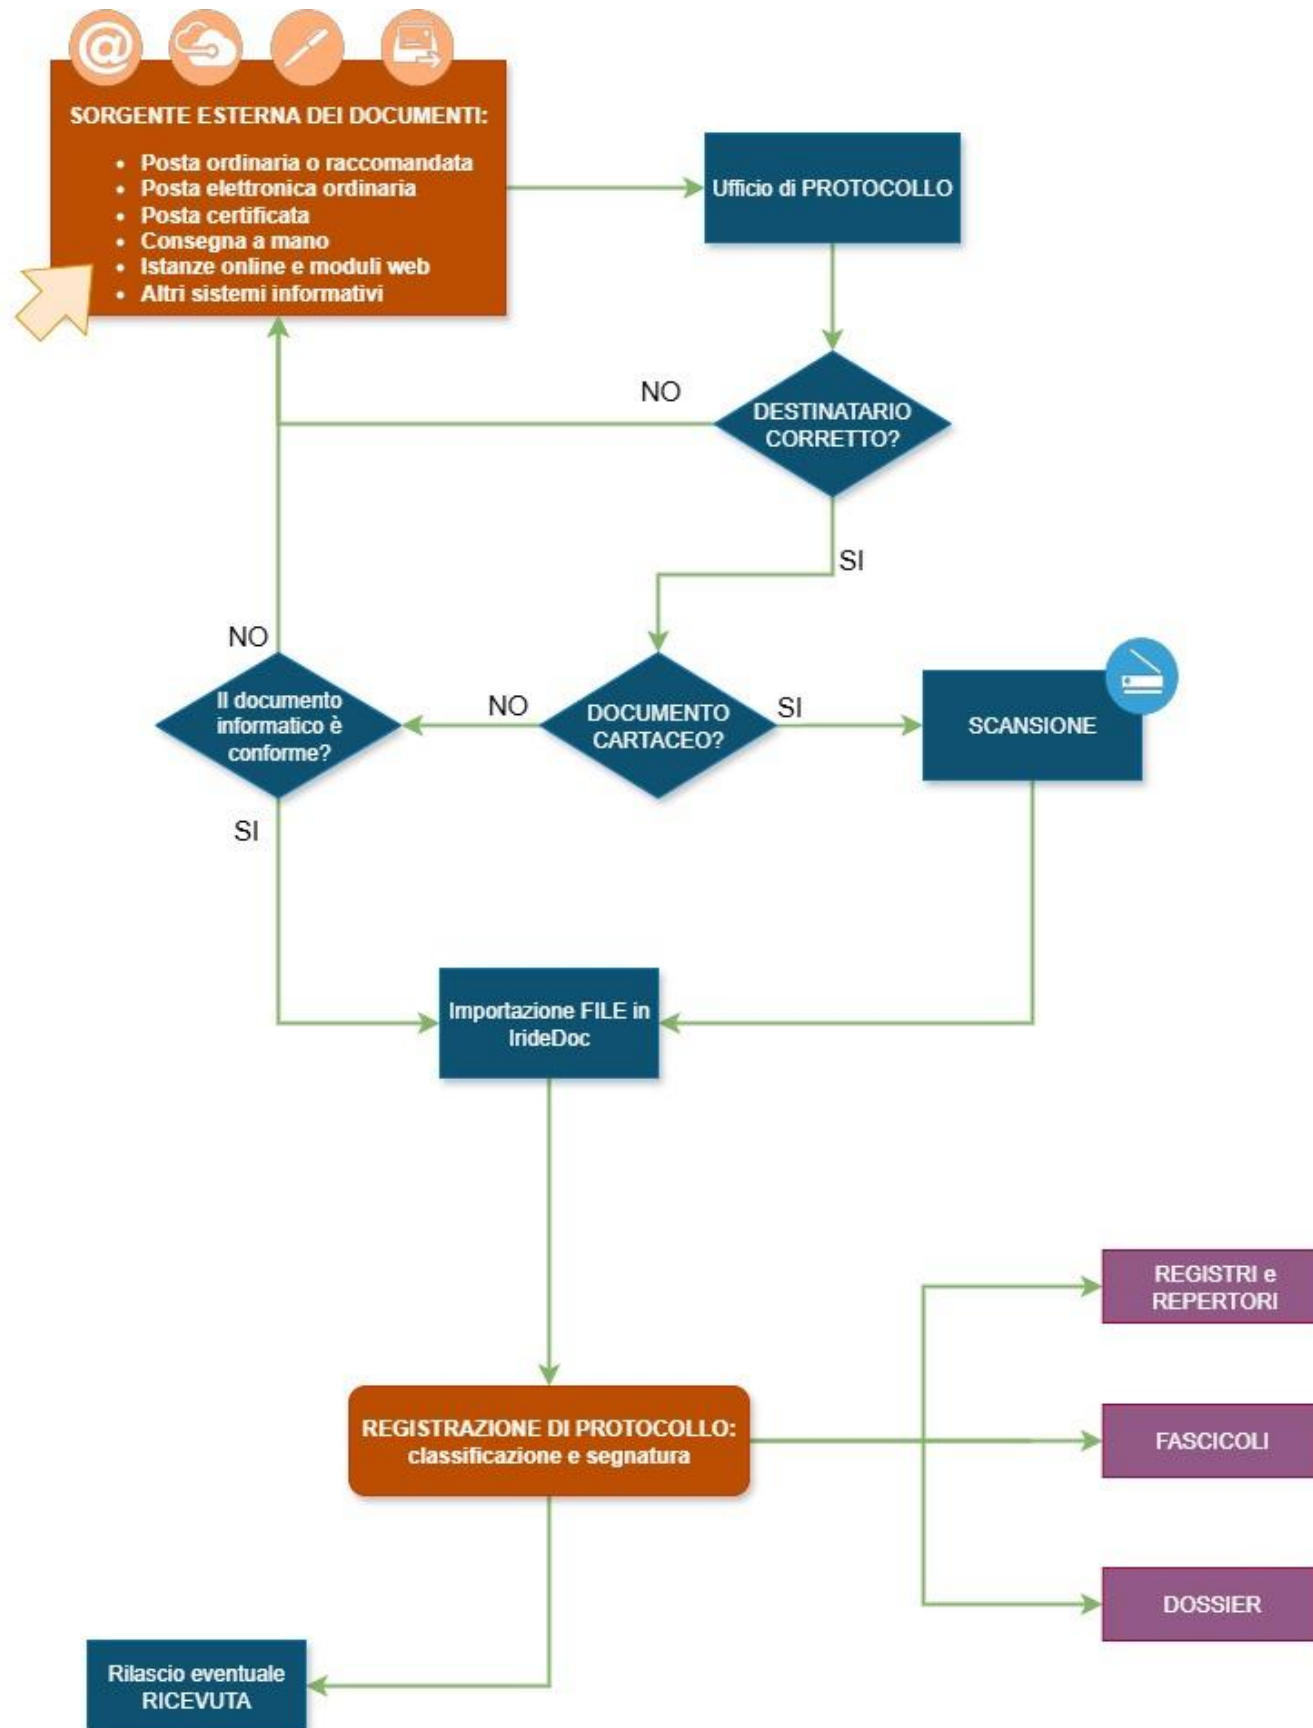 SORGENTE ESTERNA DEI DOCUMENTI:
• Posta ordinaria o raccomandata
• Posta elettronica ordinaria
• Posta certificata
• Consegna a mano
• Istanze online e moduli web
• Altri sistemi informativi
Ufficio di PROTOCOLLO
NO
DESTINATARIO
CORRETTO?
SI
NO
Il documento
informatico è
conforme?
NO
DOCUMENTO
CARTACEO?
SI
SCANSIONE
SI
Importazione FILE in
IrideDoc
REGISTRI e
REPERTORI
REGISTRAZIONE DI PROTOCOLLO:
classificazione e segnatura
FASCICOLI
DOSSIER
Rilascio eventuale
RICEVUTA